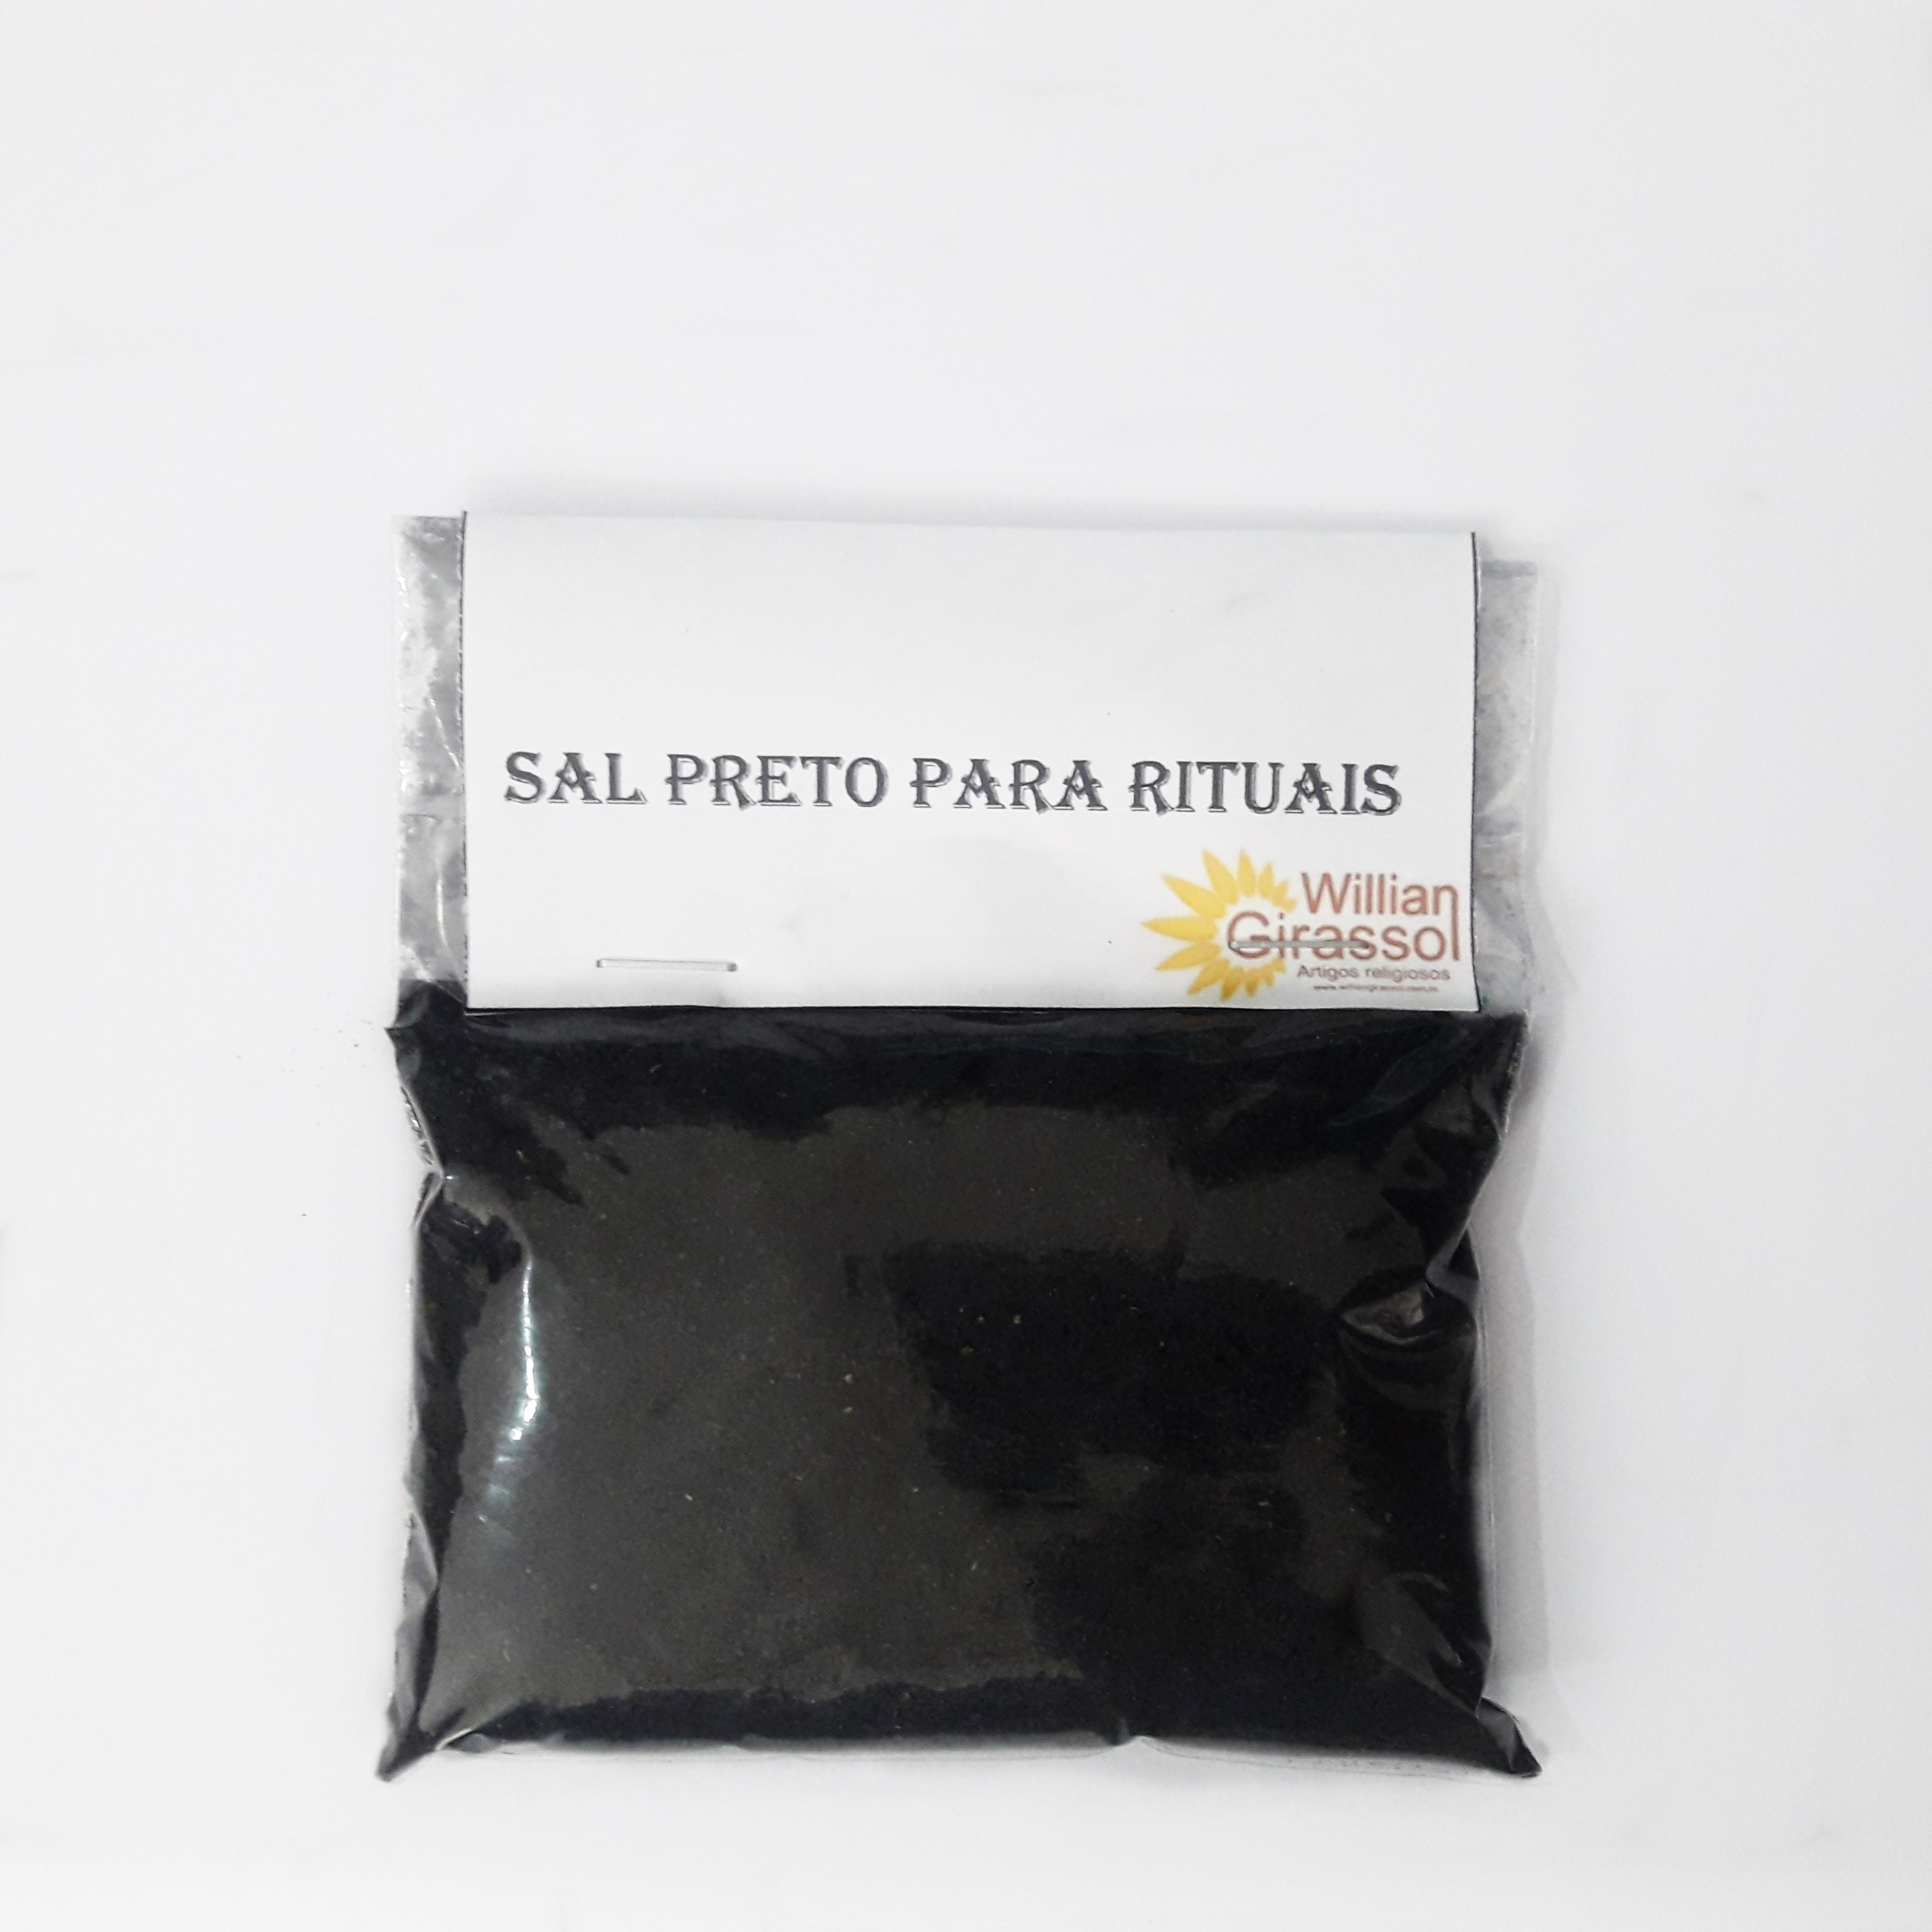 SAL PRETO PARA RITUAIS
Willian
Girassol
Artigos religiosos